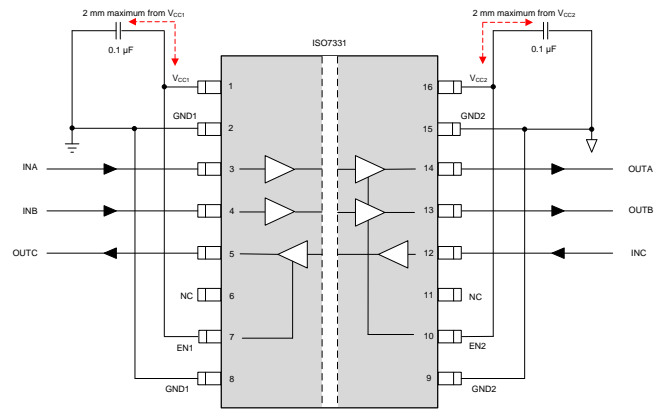 2 mm maximum from VCC1
2 mm maximum from VCC2
0.1 µF
0.1 µF
ISO7331
VCC1
1
16
VCC2
GND1
2
15
GND2
INA
3
14
OUTA
INB
4
13
OUTB
OUTC
5
12
INC
NC
6
11
NC
7
10
EN1
EN2
8
9
GND1
GND2